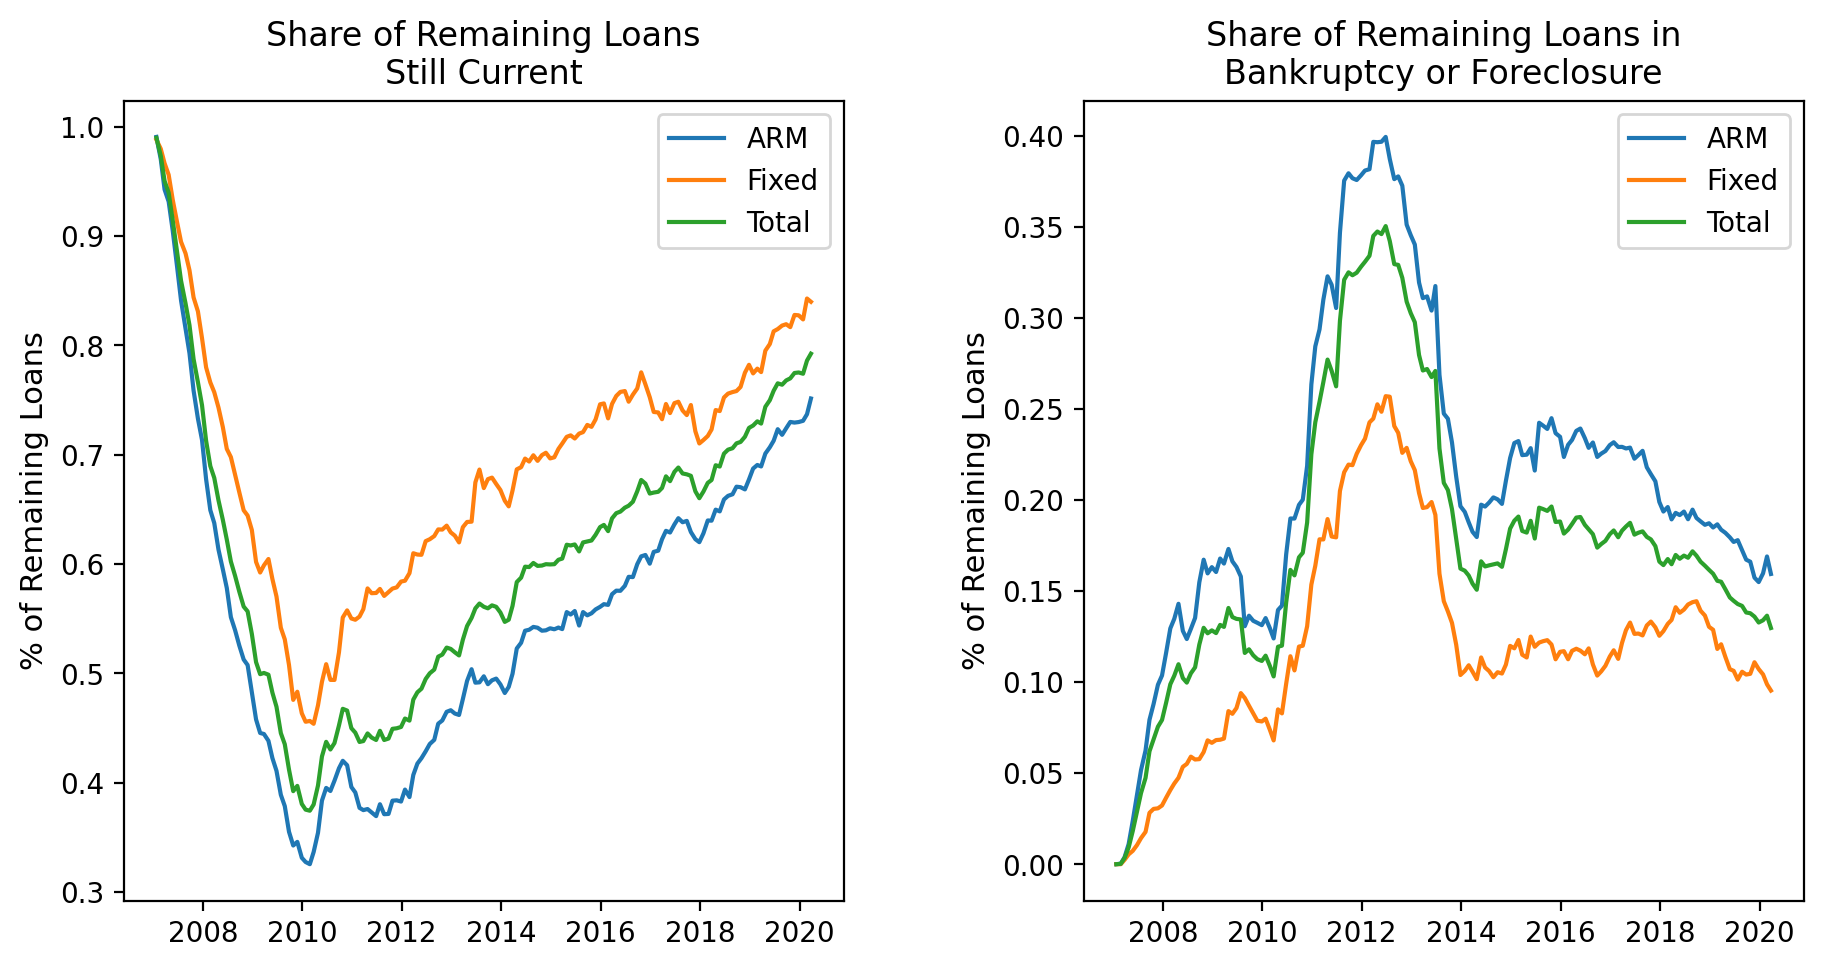 Share of Remaining Loans
Still Current
% of Remaining Loans
1.0
0.9
0.8
0.7
0.6
0.5
0.4
0.3
2008 2010 2012 2014 2016 2018 2020
ARM
Fixed
Total
Share of Remaining Loans in
Bankruptcy or Foreclosure
% of Remaining Loans
0.40
0.35
0.30
0.25
0.20
0.15
0.10
0.05
0.00
2008 2010 2012 2014 2016 2018 2020
ARM
Fixed
Total